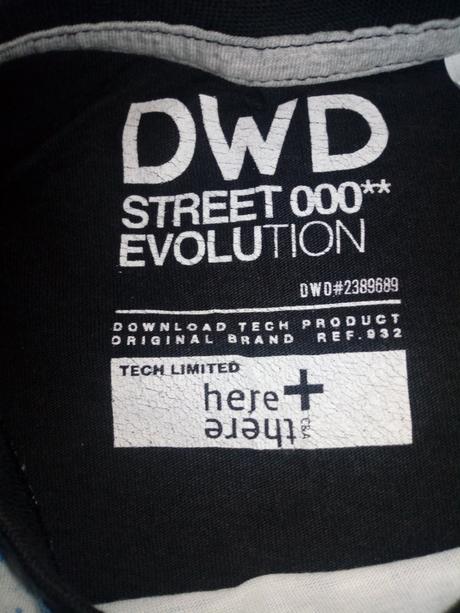 DWD
STREET 000**
EVOLUTION
DWD#2389689
DOWNLOAD TECH PRODUCT
ORIGINAL BRAND REF.932
TECH LIMITED
here+
there
C&A